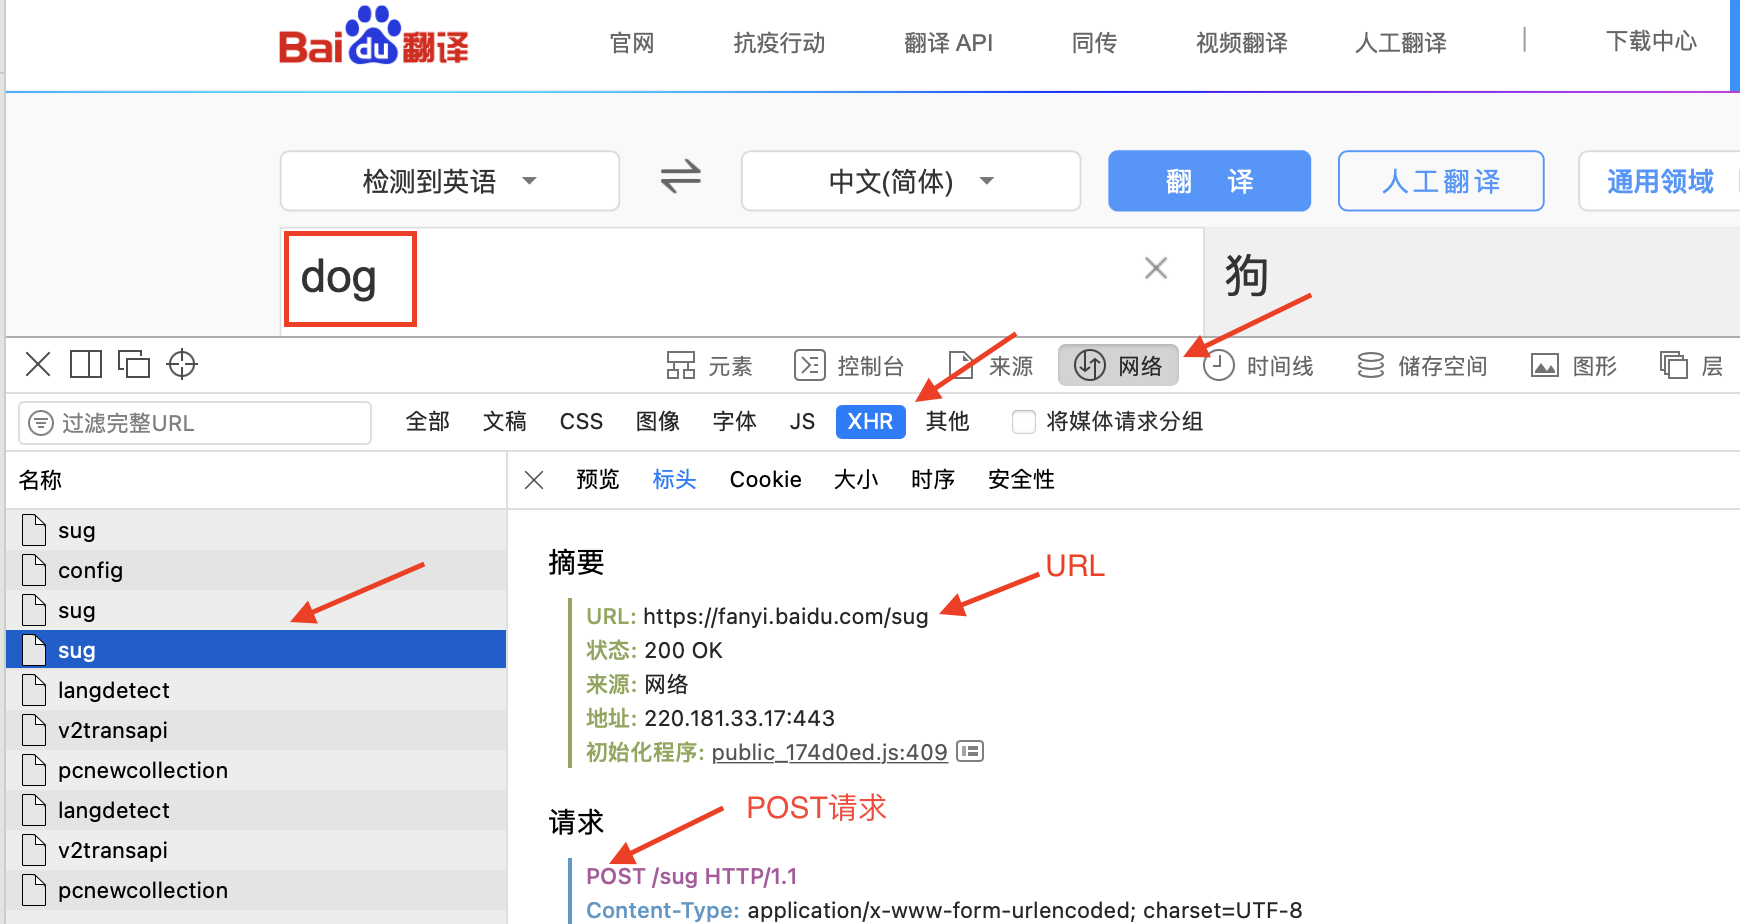 Baidu翻译 官网 抗疫行动 翻译 API 同传 视频翻译 人工翻译 | 下载中心
检测到英语 中文(简体) 翻 译 人工翻译 通用领域
dog 狗
元素 控制台 来源 网络 时间线 储存空间 图形 层
过滤完整URL 全部 文稿 CSS 图像 字体 JS XHR 其他 将媒体请求分组
名称 预览 标头 Cookie 大小 时序 安全性
sug
config
sug
sug
langdetect
v2transapi
pcnewcollection
langdetect
v2transapi
pcnewcollection
摘要
URL
URL: https://fanyi.baidu.com/sug
状态: 200 OK
来源: 网络
地址: 220.181.33.17:443
初始化程序: public_174d0ed.js:409
POST请求
请求
POST /sug HTTP/1.1
Content-Type: application/x-www-form-urlencoded; charset=UTF-8